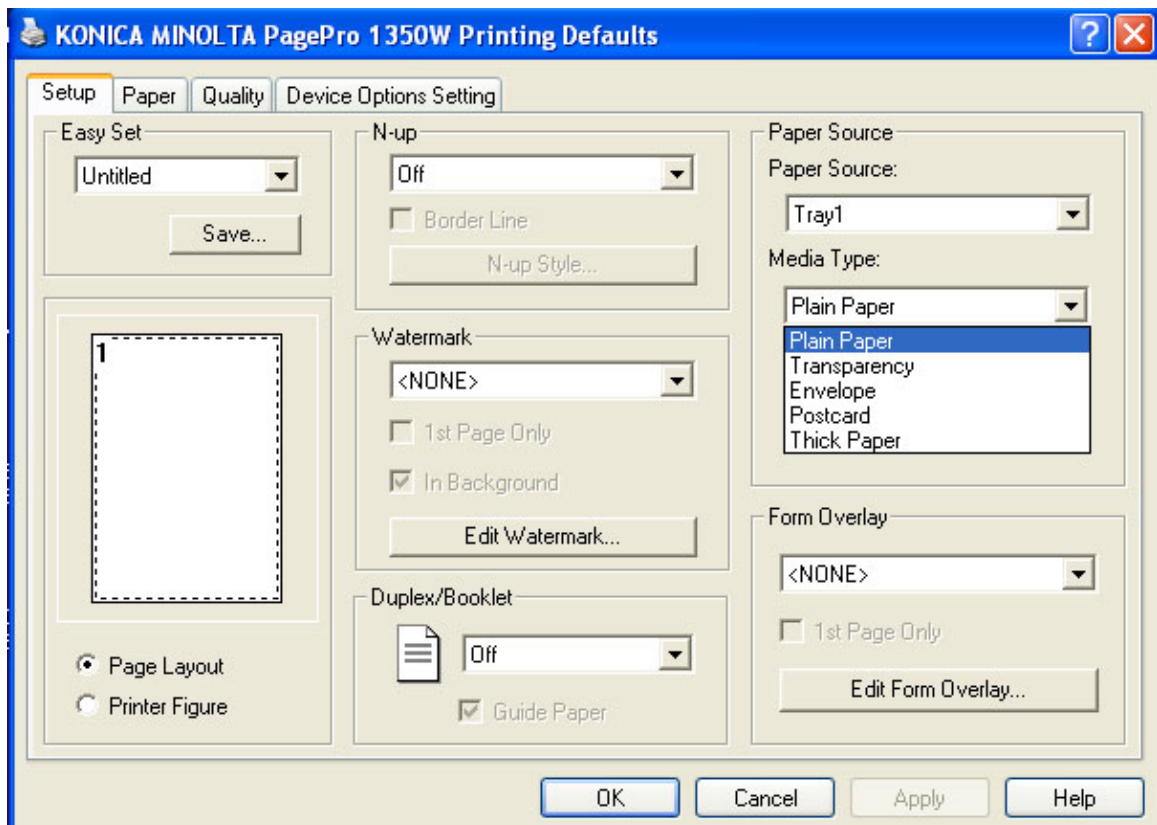 KONICA MINOLTA PagePro 1350W Printing Defaults
Setup Paper Quality Device Options Setting
Easy Set
Untitled
Save...
1
Page Layout
Printer Figure
N-up
Off
Border Line
N-up Style...
Watermark
<NONE>
1st Page Only
In Background
Edit Watermark...
Duplex/Booklet
Off
Guide Paper
Paper Source
Paper Source:
Tray1
Media Type:
Plain Paper
Plain Paper
Transparency
Envelope
Postcard
Thick Paper
Form Overlay
<NONE>
1st Page Only
Edit Form Overlay...
OK Cancel Apply Help